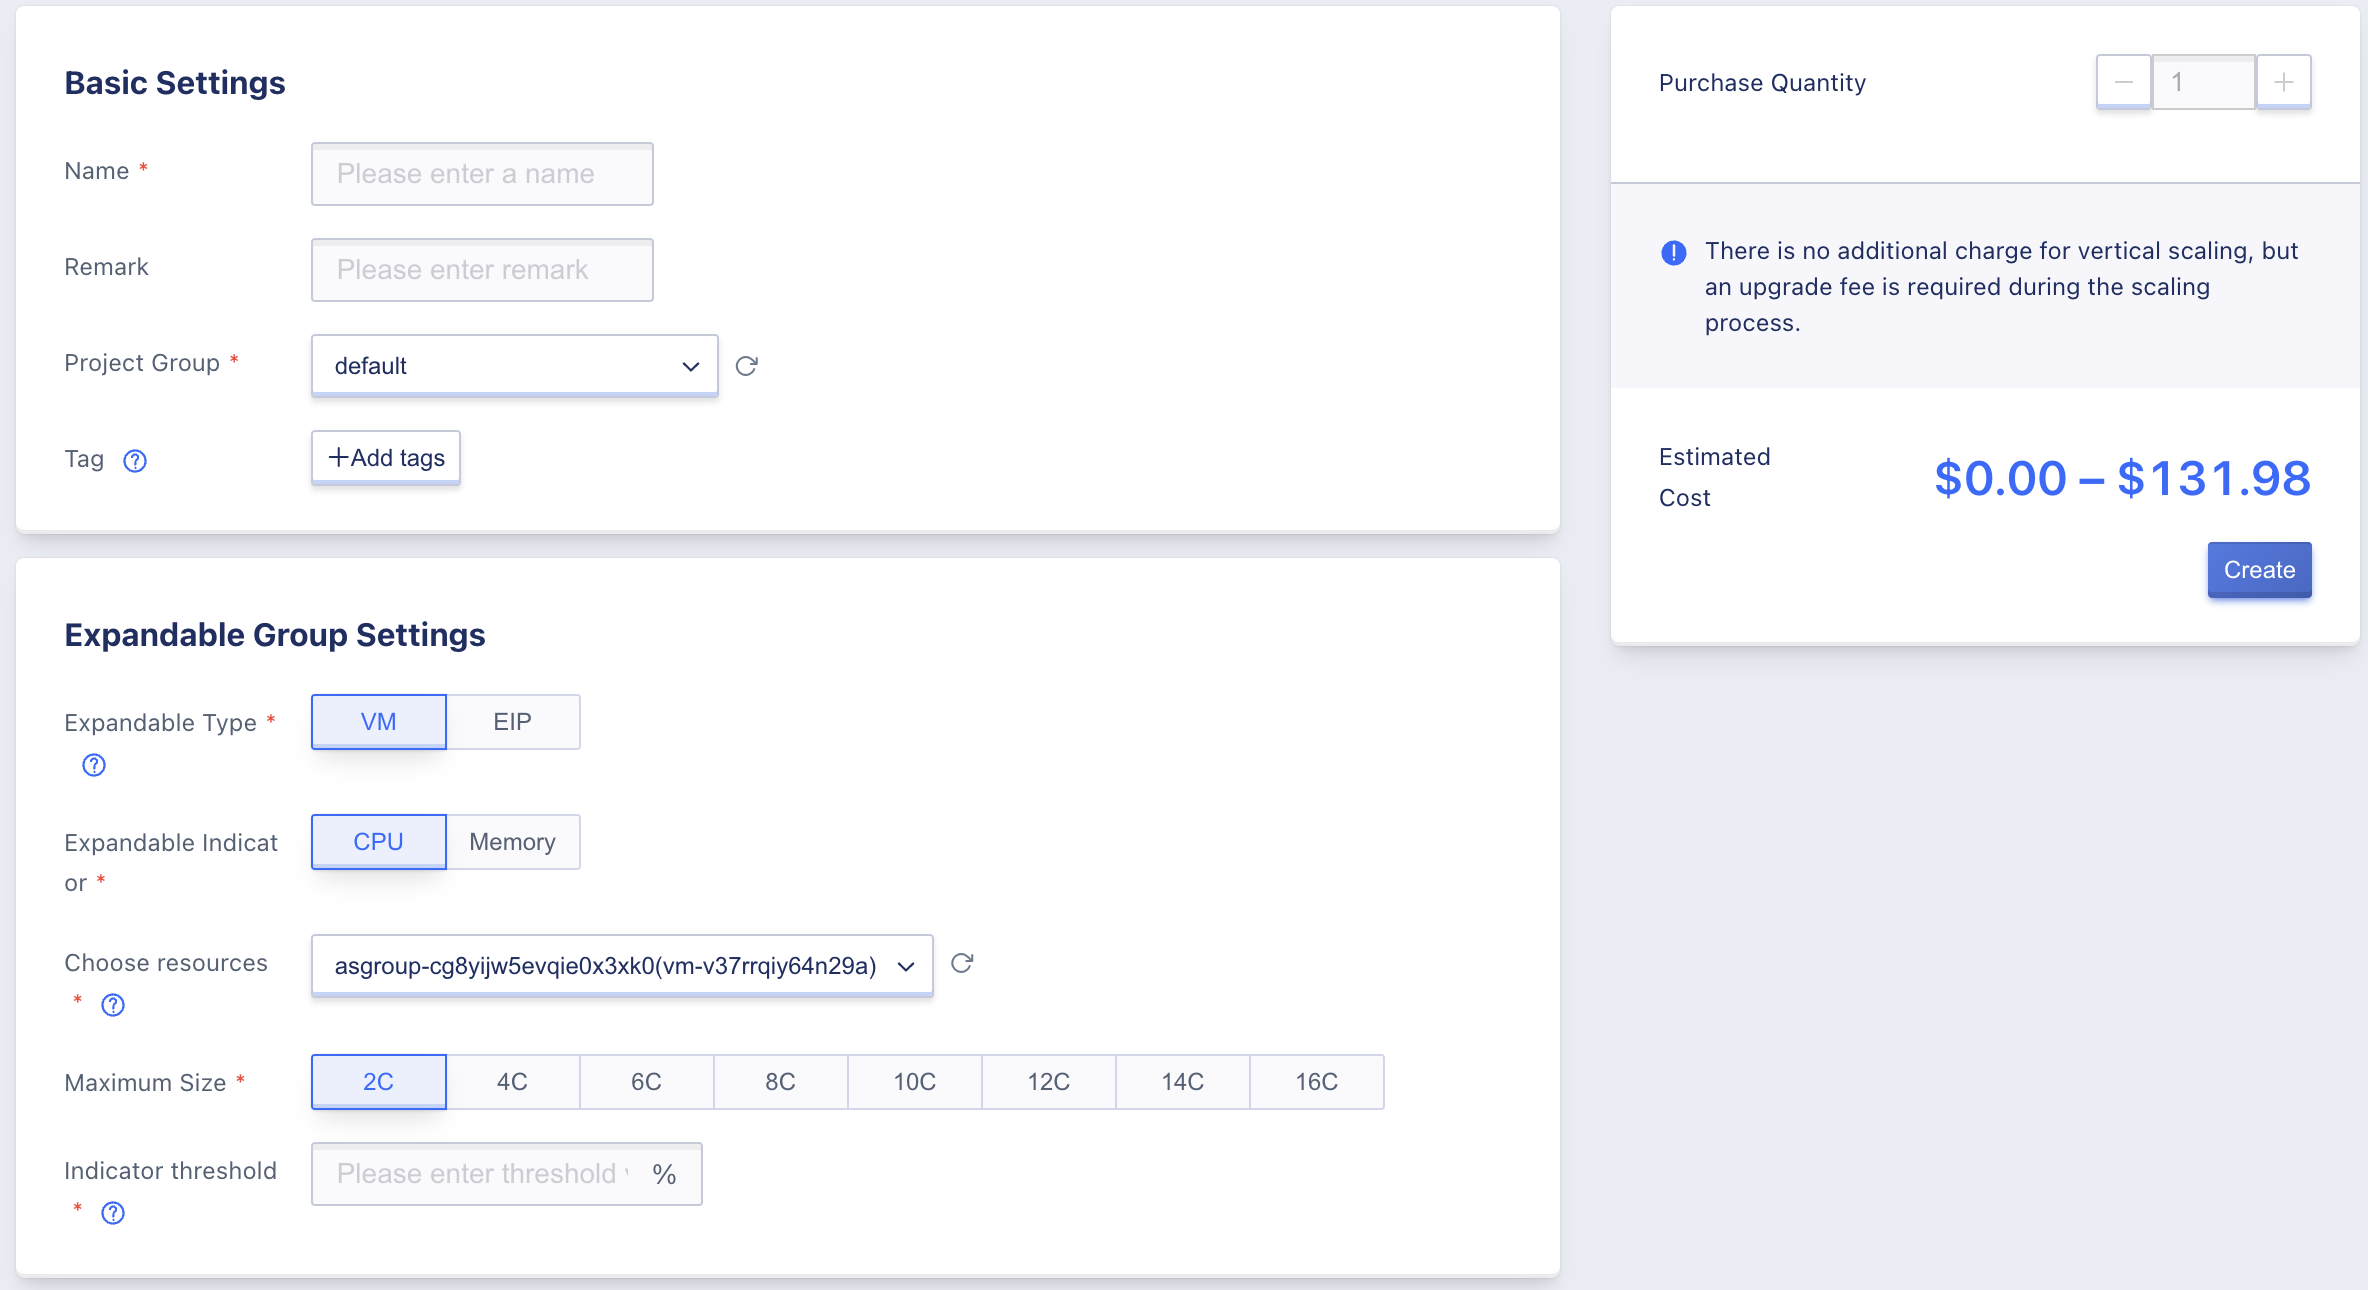 Basic Settings
Name *
Please enter a name
Remark
Please enter remark
Project Group *
default
Tag
+Add tags
Expandable Group Settings
Expandable Type *
VM
EIP
Expandable Indicat
or *
CPU
Memory
Choose resources
*
asgroup-cg8yijw5evqie0x3xk0(vm-v37rrqiy64n29a)
Maximum Size *
2C
4C
6C
8C
10C
12C
14C
16C
Indicator threshold
*
Please enter threshold
%
Purchase Quantity
1
There is no additional charge for vertical scaling, but
an upgrade fee is required during the scaling
process.
Estimated
Cost
$0.00 – $131.98
Create